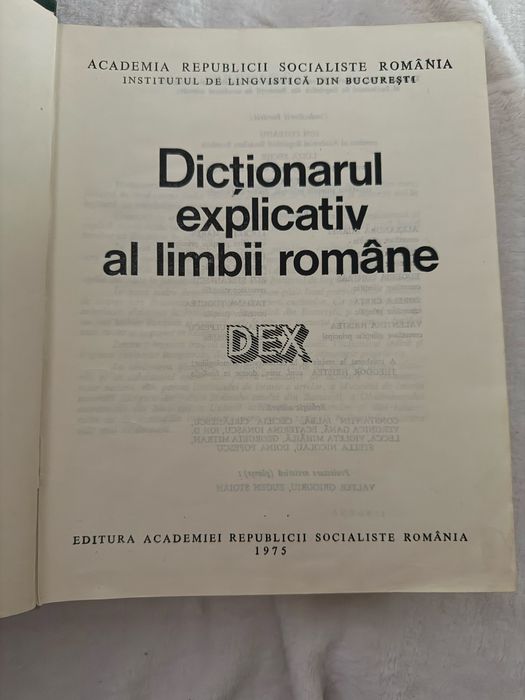 ACADEMIA REPUBLICII SOCIALISTE ROMÂNIA
INSTITUTUL DE LINGVISTICĂ DIN BUCUREȘTI
Dicționarul
explicativ
al limbii române
DEX
EDITURA ACADEMIEI REPUBLICII SOCIALISTE ROMÂNIA
1975